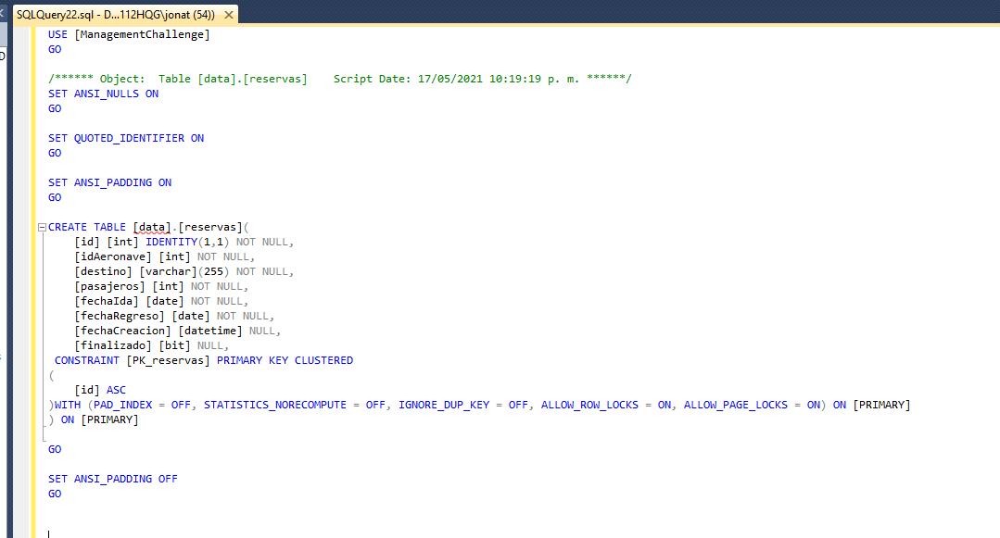 SQLQuery22.sql - D...112HQG\jonat (54))
USE [ManagementChallenge]
GO
/****** Object:  Table [data].[reservas]    Script Date: 17/05/2021 10:19:19 p. m. ******/
SET ANSI_NULLS ON
GO
SET QUOTED_IDENTIFIER ON
GO
SET ANSI_PADDING ON
GO
CREATE TABLE [data].[reservas](
[id] [int] IDENTITY(1,1) NOT NULL,
[idAeronave] [int] NOT NULL,
[destino] [varchar](255) NOT NULL,
[pasajeros] [int] NOT NULL,
[fechaIda] [date] NOT NULL,
[fechaRegreso] [date] NOT NULL,
[fechaCreacion] [datetime] NULL,
[finalizado] [bit] NULL,
CONSTRAINT [PK_reservas] PRIMARY KEY CLUSTERED
(
[id] ASC
)WITH (PAD_INDEX = OFF, STATISTICS_NORECOMPUTE = OFF, IGNORE_DUP_KEY = OFF, ALLOW_ROW_LOCKS = ON, ALLOW_PAGE_LOCKS = ON) ON [PRIMARY]
) ON [PRIMARY]
GO
SET ANSI_PADDING OFF
GO